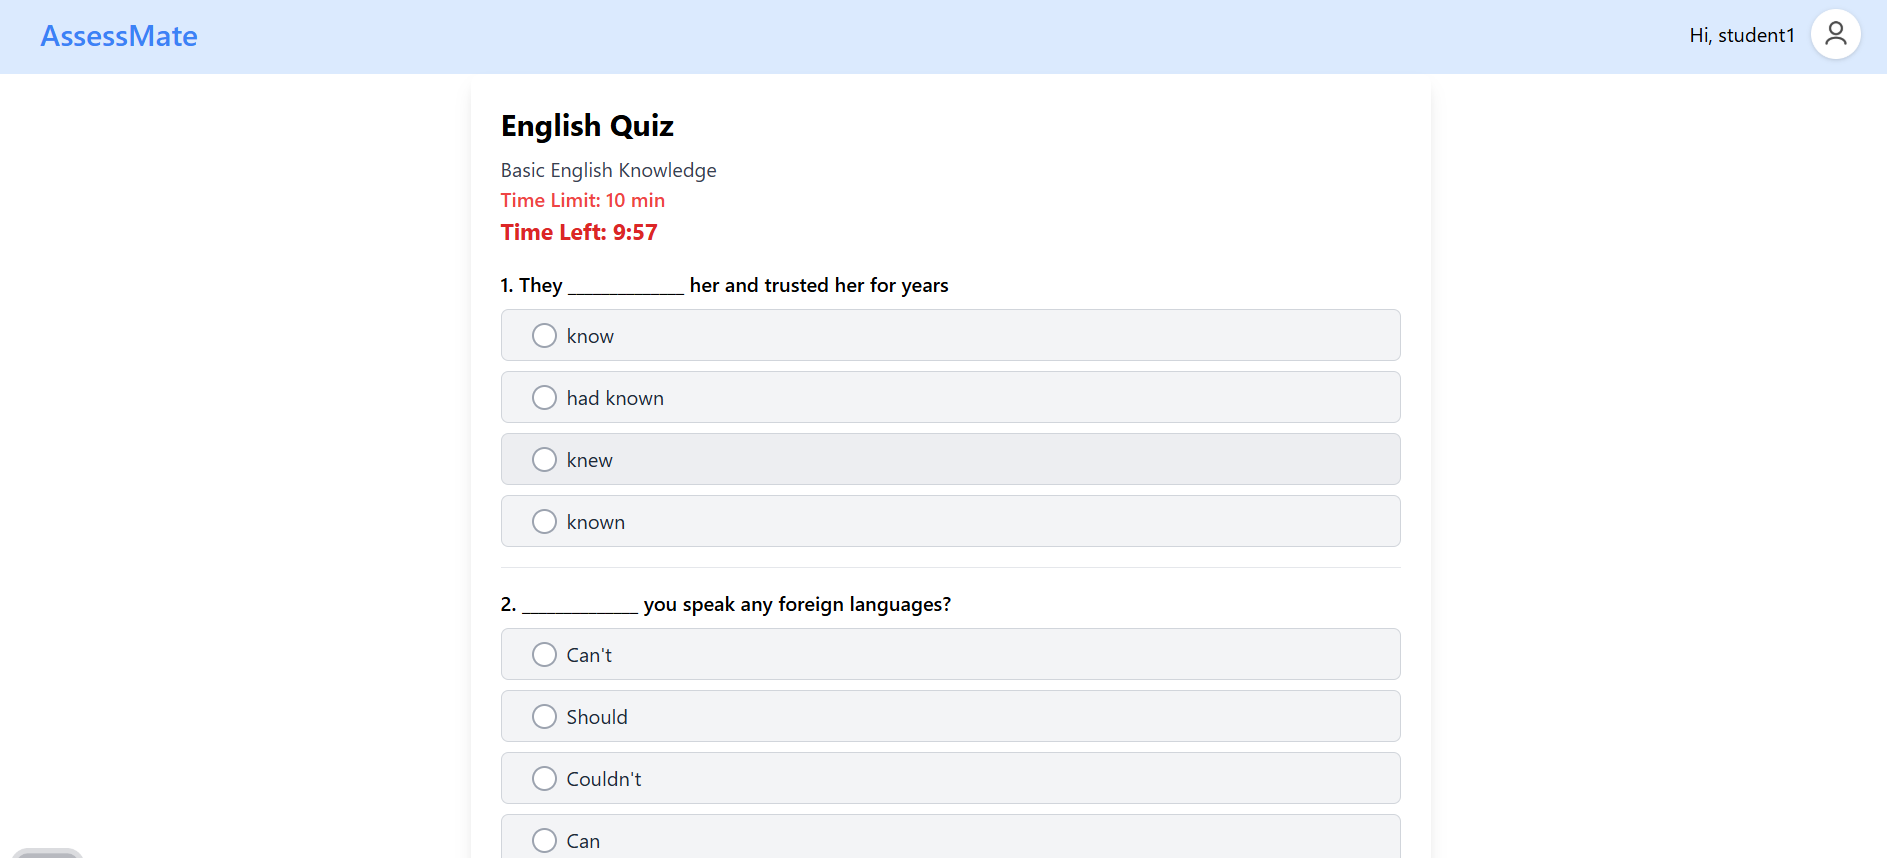 AssessMate
Hi, student1
English Quiz
Basic English Knowledge
Time Limit: 10 min
Time Left: 9:57
1. They ______________ her and trusted her for years
know
had known
knew
known
2. ______________ you speak any foreign languages?
Can't
Should
Couldn't
Can